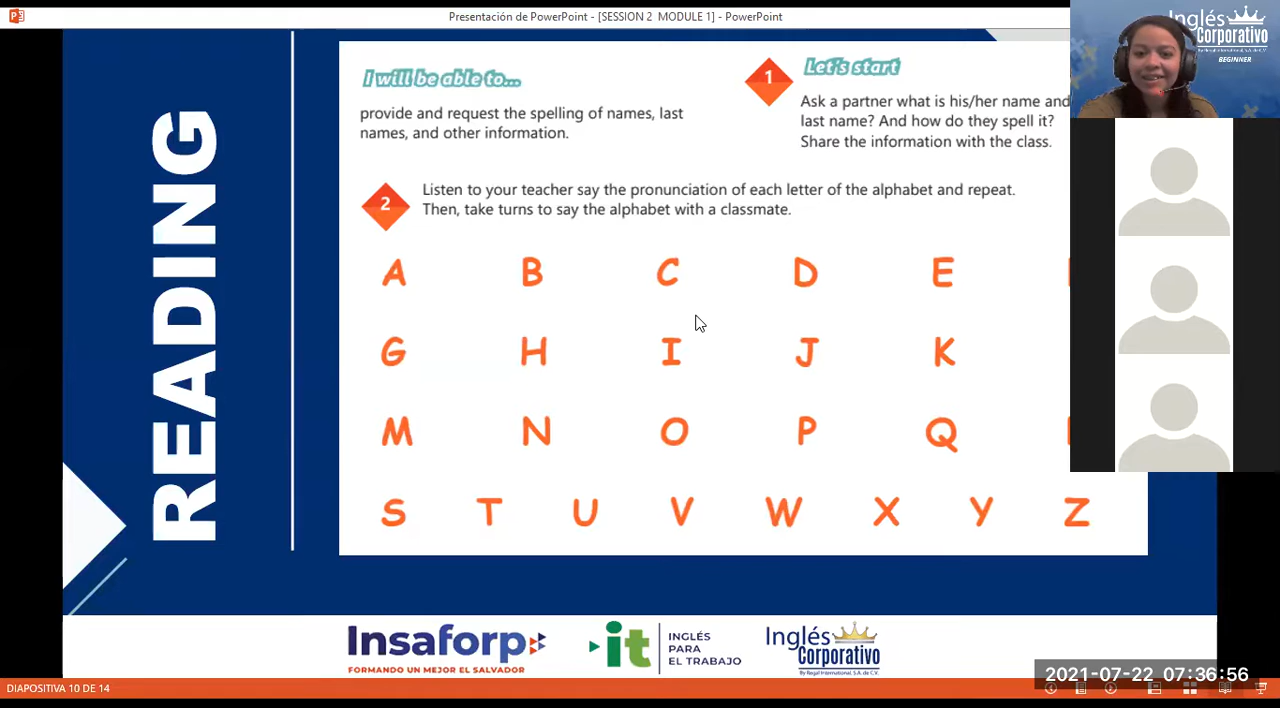 Presentación de PowerPoint - [SESSION 2 MODULE 1] - PowerPoint
Inglés
Corporativo
By Regal International, S.A. de C.V.
BEGINNER
READING
I will be able to...
provide and request the spelling of names, last
names, and other information.
1
Let's start
Ask a partner what is his/her name and
last name? And how do they spell it?
Share the information with the class.
2
Listen to your teacher say the pronunciation of each letter of the alphabet and repeat.
Then, take turns to say the alphabet with a classmate.
A B C D E
G H I J K
M N O P Q
S T U V W X Y Z
Insaforp
FORMANDO UN MEJOR EL SALVADOR
it
INGLÉS
PARA
EL TRABAJO
Inglés
Corporativo
By Regal International, S.A. de C.V.
2021-07-22 07:36:56
DIAPOSITIVA 10 DE 14